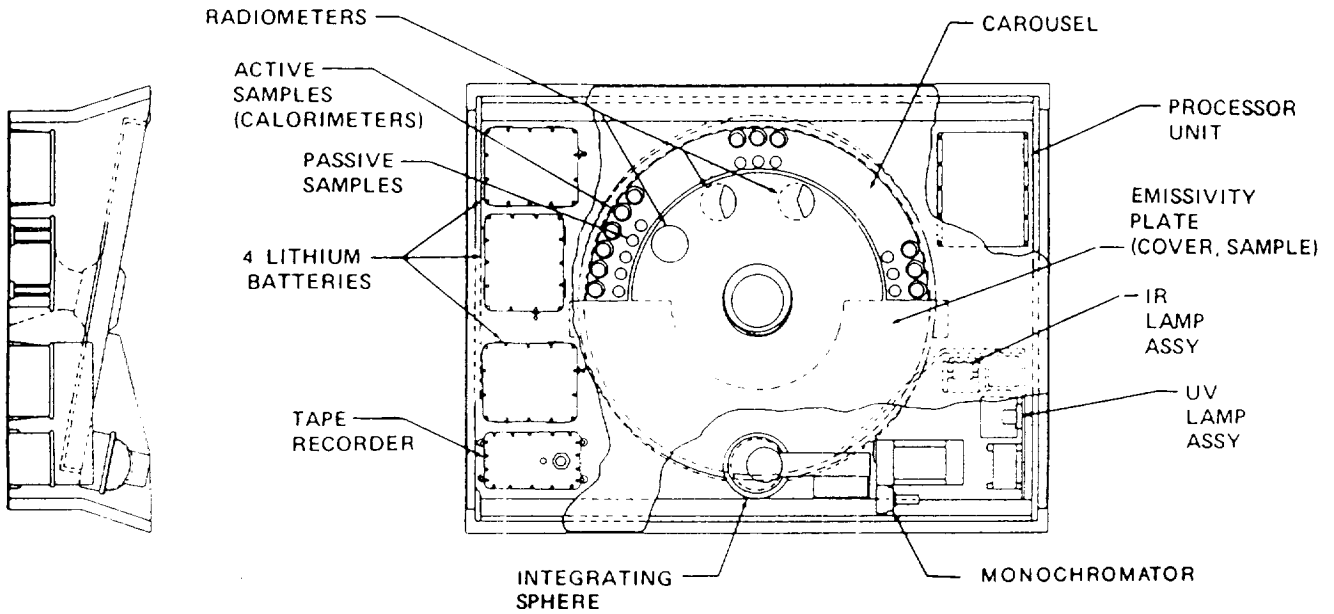 RADIOMETERS
ACTIVE
SAMPLES
(CALORIMETERS)
PASSIVE
SAMPLES
4 LITHIUM
BATTERIES
TAPE
RECORDER
INTEGRATING
SPHERE
CAROUSEL
PROCESSOR
UNIT
EMISSIVITY
PLATE
(COVER, SAMPLE)
IR
LAMP
ASSY
UV
LAMP
ASSY
MONOCHROMATOR